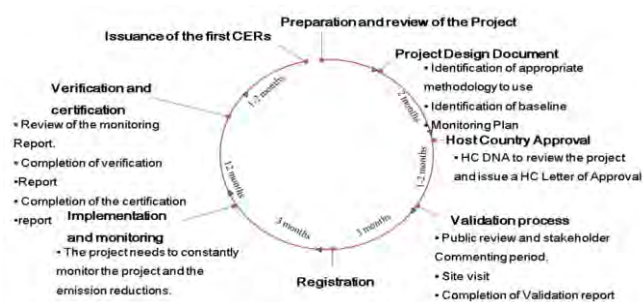 Preparation and review of the Project
Project Design Document
• Identification of appropriate
methodology to use
• Identification of baseline
• Monitoring Plan
2 months
Host Country Approval
• HC DNA to review the project
and issue a HC Letter of Approval
1-2 months
Validation process
• Public review and stakeholder
Commenting period.
• Site visit
• Completion of Validation report
3 months
Registration
3 months
Implementation
and monitoring
• The project needs to constantly
monitor the project and the
emission reductions.
12 months
Verification and
certification
• Review of the monitoring
Report.
• Completion of verification
•Report
• Completion of the certification
•report
1-2 months
Issuance of the first CERs